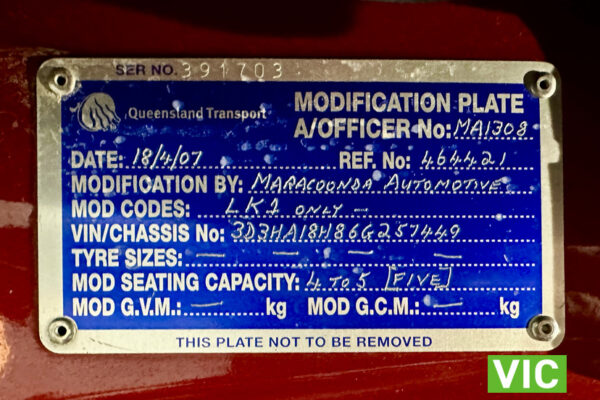 SER NO. 391703
Queensland Transport
MODIFICATION PLATE
A/OFFICER No: MA1308
DATE: 18/4/07 REF. No: 464421
MODIFICATION BY: MARACOONDA AUTOMOTIVE
MOD CODES: LK1 ONLY —
VIN/CHASSIS No: 3D3HA18H86G257449
TYRE SIZES: — — — —
MOD SEATING CAPACITY: 4 TO 5 [FIVE]
MOD G.V.M.: — kg MOD G.C.M.: — kg
THIS PLATE NOT TO BE REMOVED
VIC